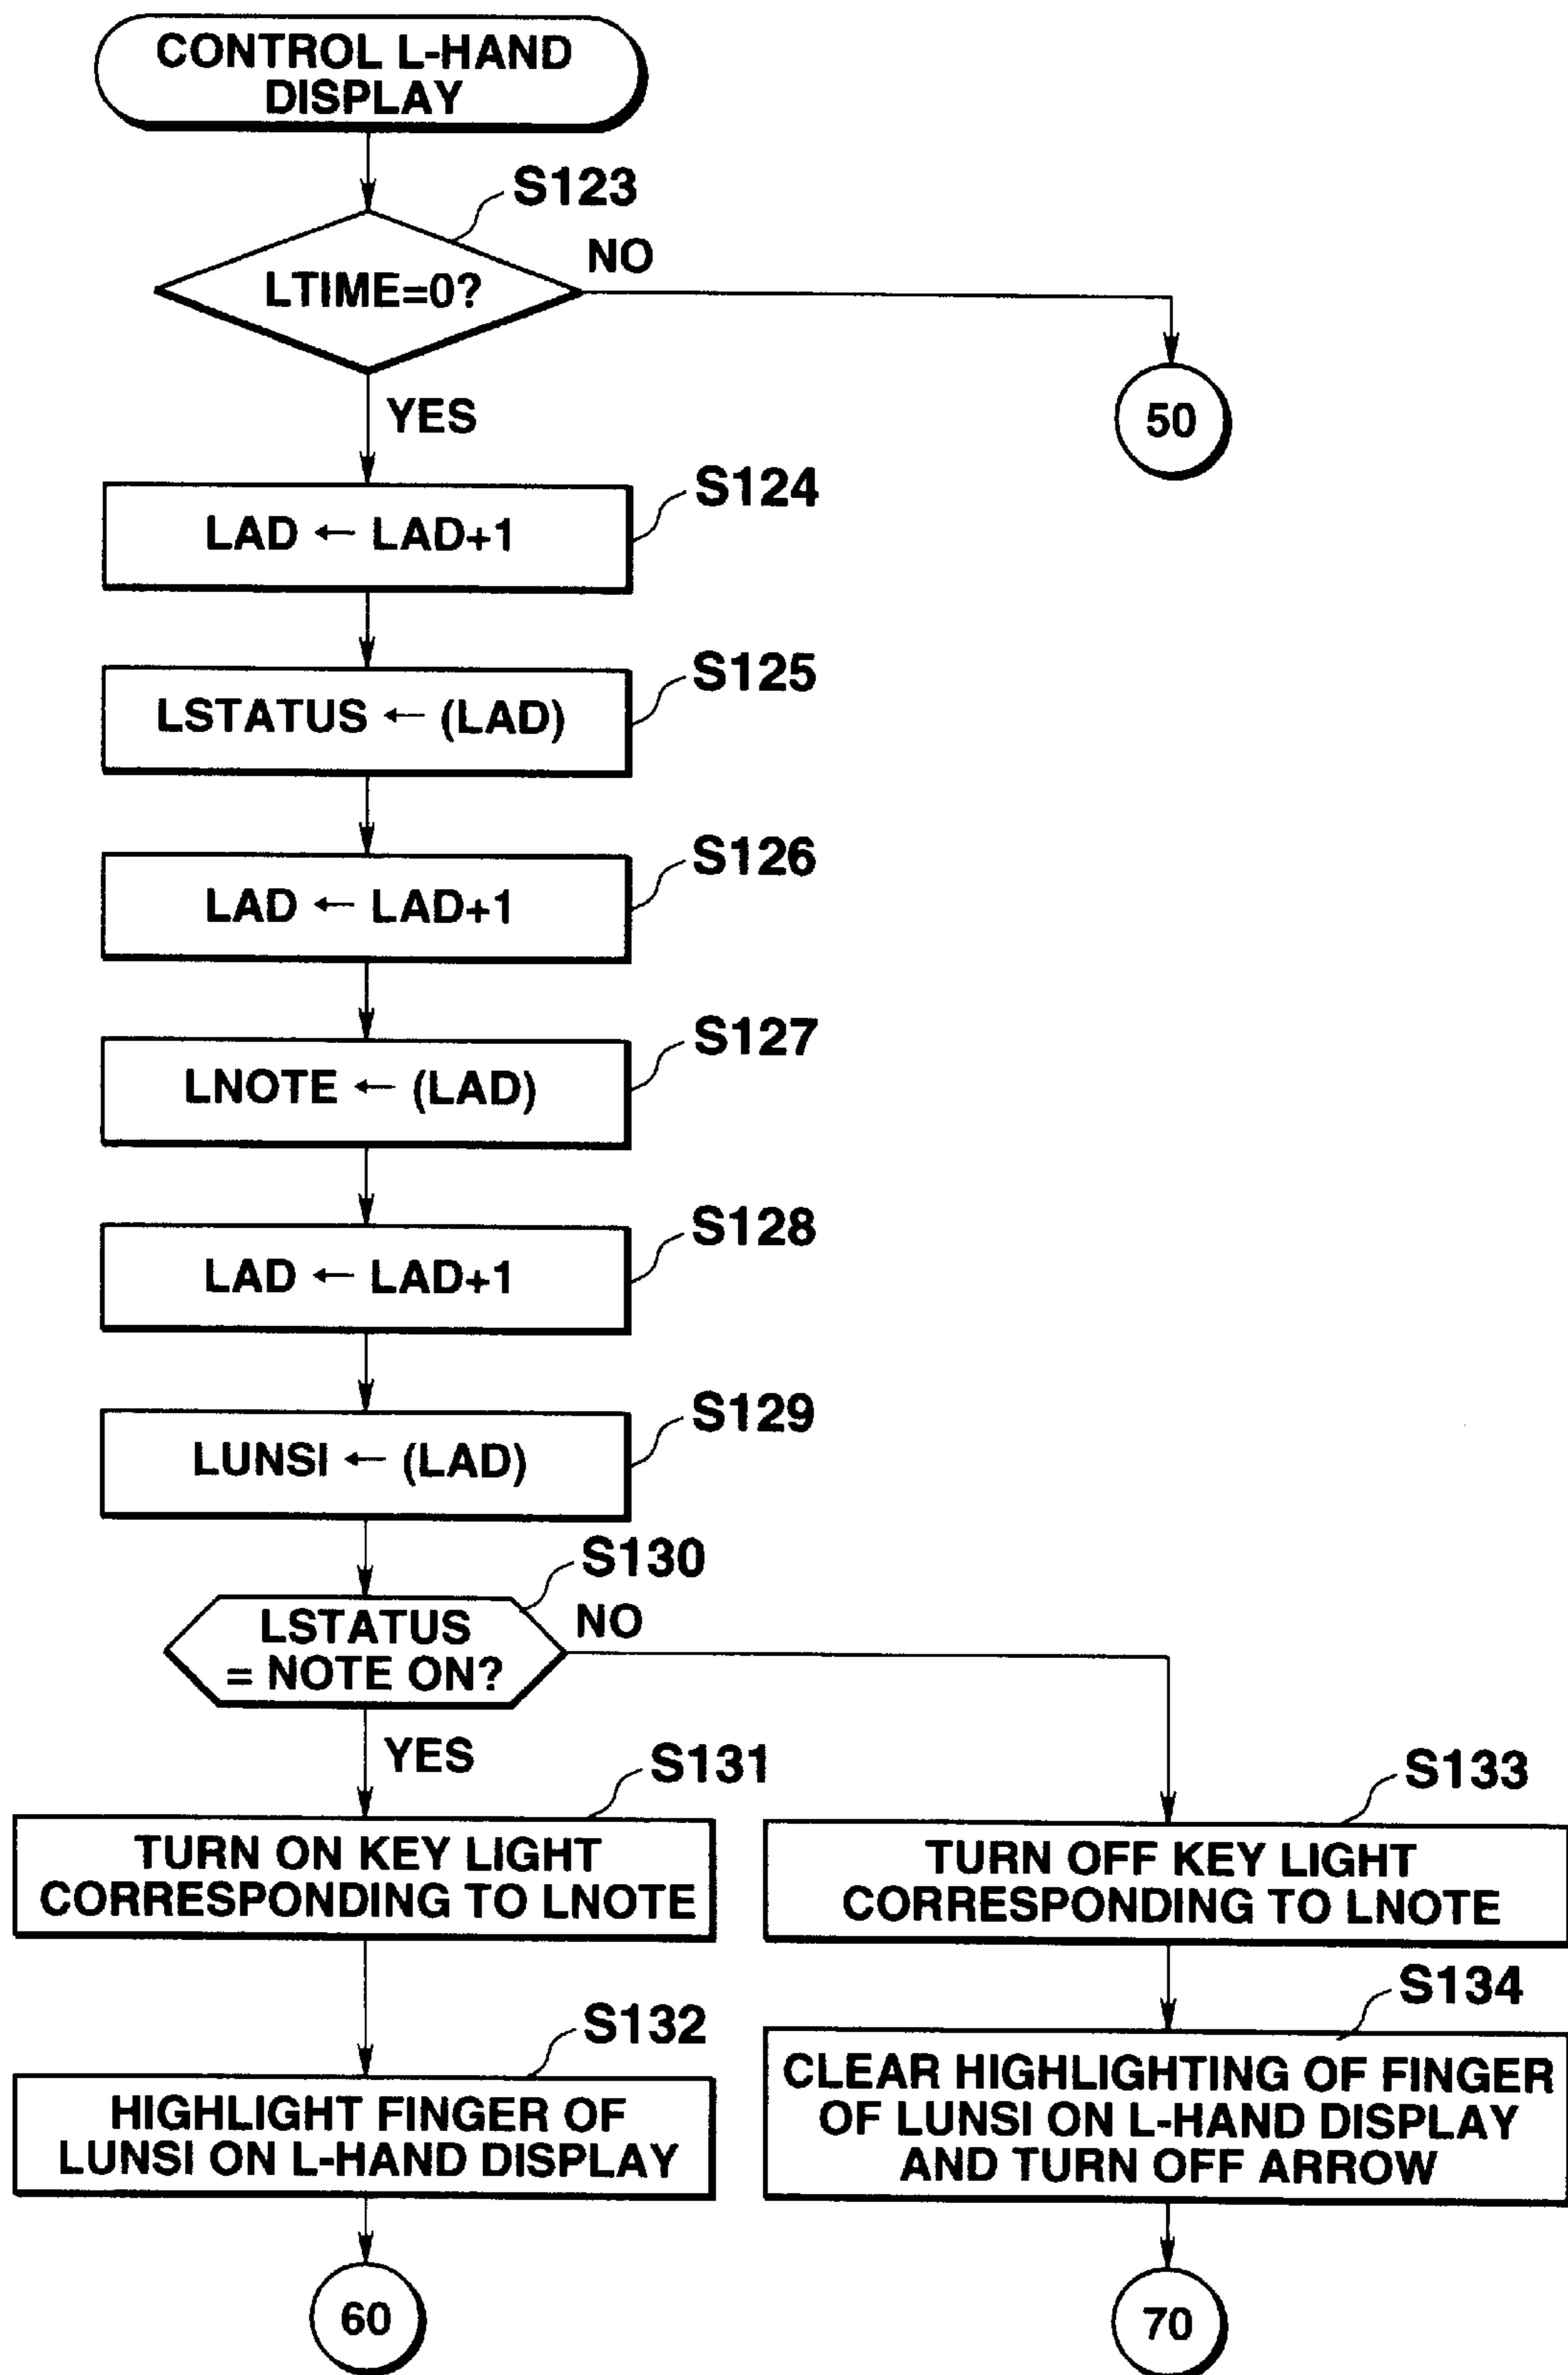 CONTROL L-HAND
DISPLAY
S123
LTIME=0?
NO
50
YES
S124
LAD ← LAD+1
S125
LSTATUS ← (LAD)
S126
LAD ← LAD+1
S127
LNOTE ← (LAD)
S128
LAD ← LAD+1
S129
LUNSI ← (LAD)
S130
LSTATUS
= NOTE ON?
NO
YES
S131
TURN ON KEY LIGHT
CORRESPONDING TO LNOTE
S133
TURN OFF KEY LIGHT
CORRESPONDING TO LNOTE
S132
HIGHLIGHT FINGER OF
LUNSI ON L-HAND DISPLAY
S134
CLEAR HIGHLIGHTING OF FINGER
OF LUNSI ON L-HAND DISPLAY
AND TURN OFF ARROW
60
70